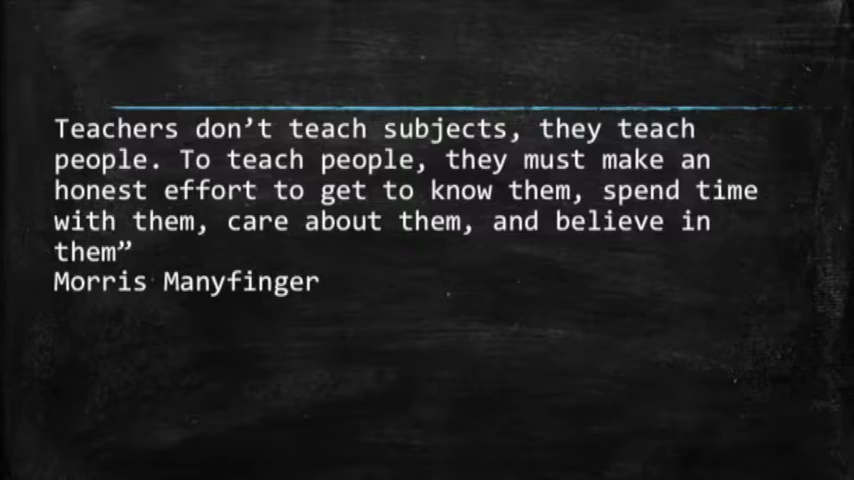 Teachers don’t teach subjects, they teach
people. To teach people, they must make an
honest effort to get to know them, spend time
with them, care about them, and believe in
them”
Morris Manyfinger